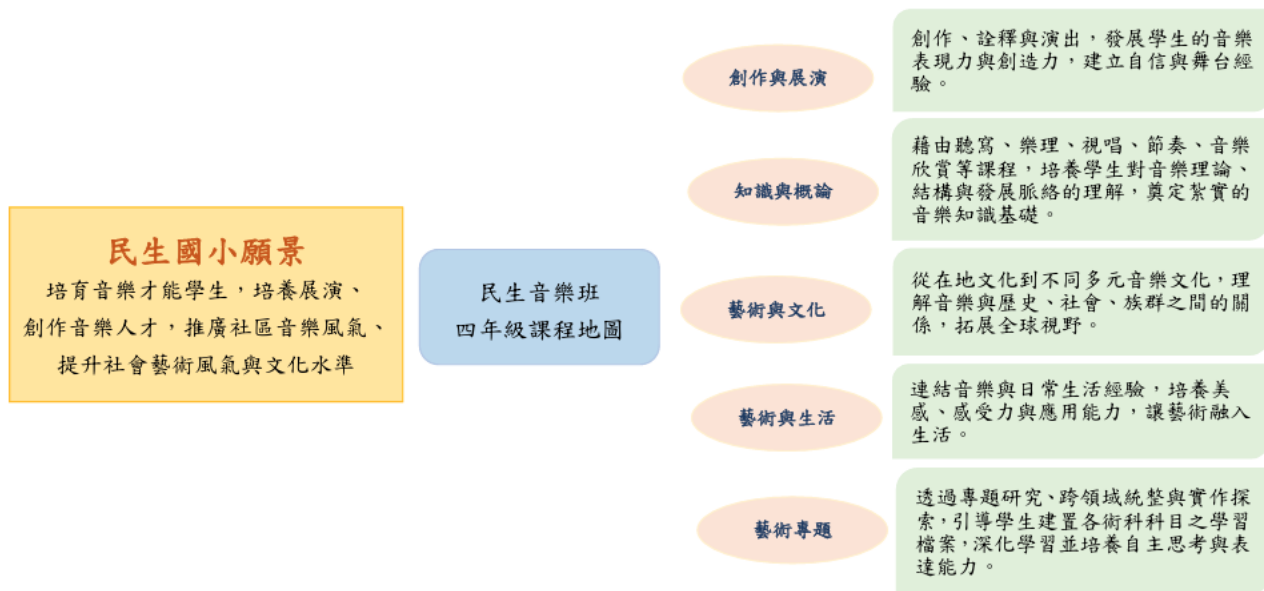 民生國小願景
培育音樂才能學生，培養展演、
創作音樂人才，推廣社區音樂風氣、
提升社會藝術風氣與文化水準
民生音樂班
四年級課程地圖
創作與展演
創作、詮釋與演出，發展學生的音樂
表現力與創造力，建立自信與舞台經
驗。
知識與概論
藉由聽寫、樂理、視唱、節奏、音樂
欣賞等課程，培養學生對音樂理論、
結構與發展脈絡的理解，奠定紮實的
音樂知識基礎。
藝術與文化
從在地文化到不同多元音樂文化，理
解音樂與歷史、社會、族群之間的關
係，拓展全球視野。
藝術與生活
連結音樂與日常生活經驗，培養美
感、感受力與應用能力，讓藝術融入
生活。
藝術專題
透過專題研究、跨領域統整與實作探
索，引導學生建置各術科科目之學習
檔案，深化學習並培養自主思考與表
達能力。